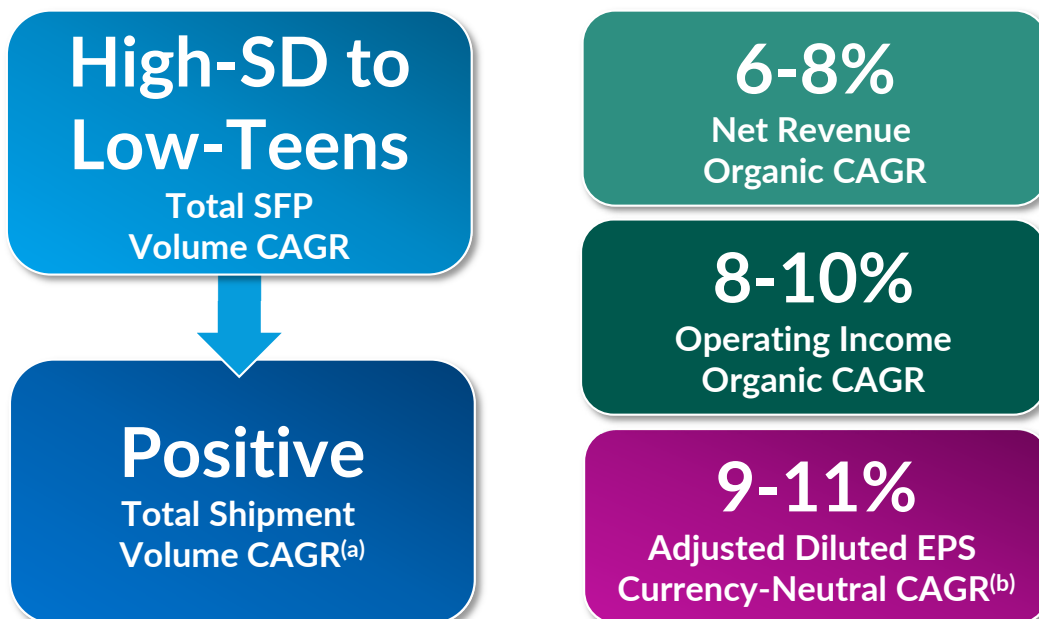 High-SD to
Low-Teens
Total SFP
Volume CAGR
Positive
Total Shipment
Volume CAGR(a)
6-8%
Net Revenue
Organic CAGR
8-10%
Operating Income
Organic CAGR
9-11%
Adjusted Diluted EPS
Currency-Neutral CAGR(b)